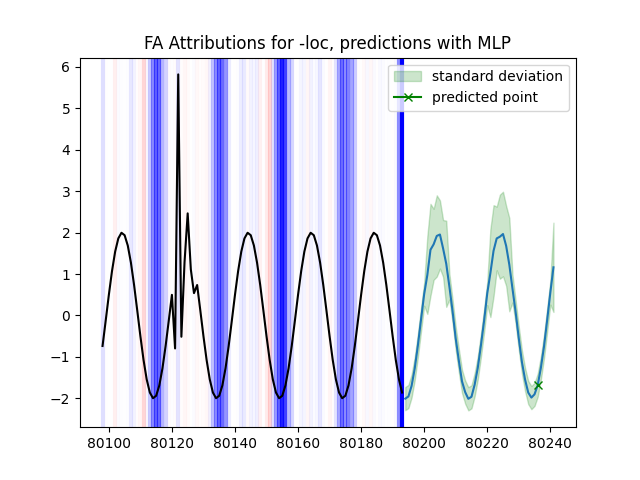 FA Attributions for -loc, predictions with MLP
standard deviation
predicted point
6
5
4
3
2
1
0
−1
−2
80100 80120 80140 80160 80180 80200 80220 80240